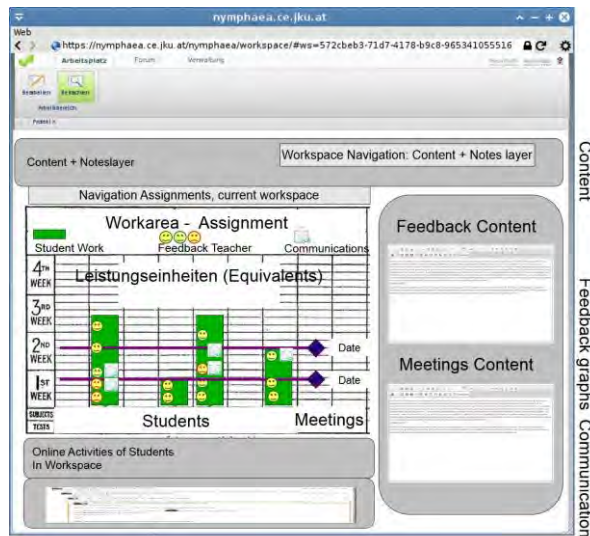 nymphaea.ce.jku.at
Web
https://nymphaea.ce.jku.at/nymphaea/workspace/#ws=572cbeb3-71d7-4178-b9c8-965341055516
Arbeitsplatz Forum Verwaltung
Bearbeiten Betrachten
Arbeitsbereich
Content + Noteslayer
Workspace Navigation: Content + Notes layer
Navigation Assignments, current workspace
Workarea - Assignment
Student Work Feedback Teacher Communications
Leistungseinheiten (Equivalents)
4TH WEEK
3RD WEEK
2ND WEEK
Date
1ST WEEK
Date
SUBJECTS
TESTS
Students
Meetings
Online Activities of Students
In Workspace
Feedback Content
Meetings Content
Content
Feedback graphs
Communication